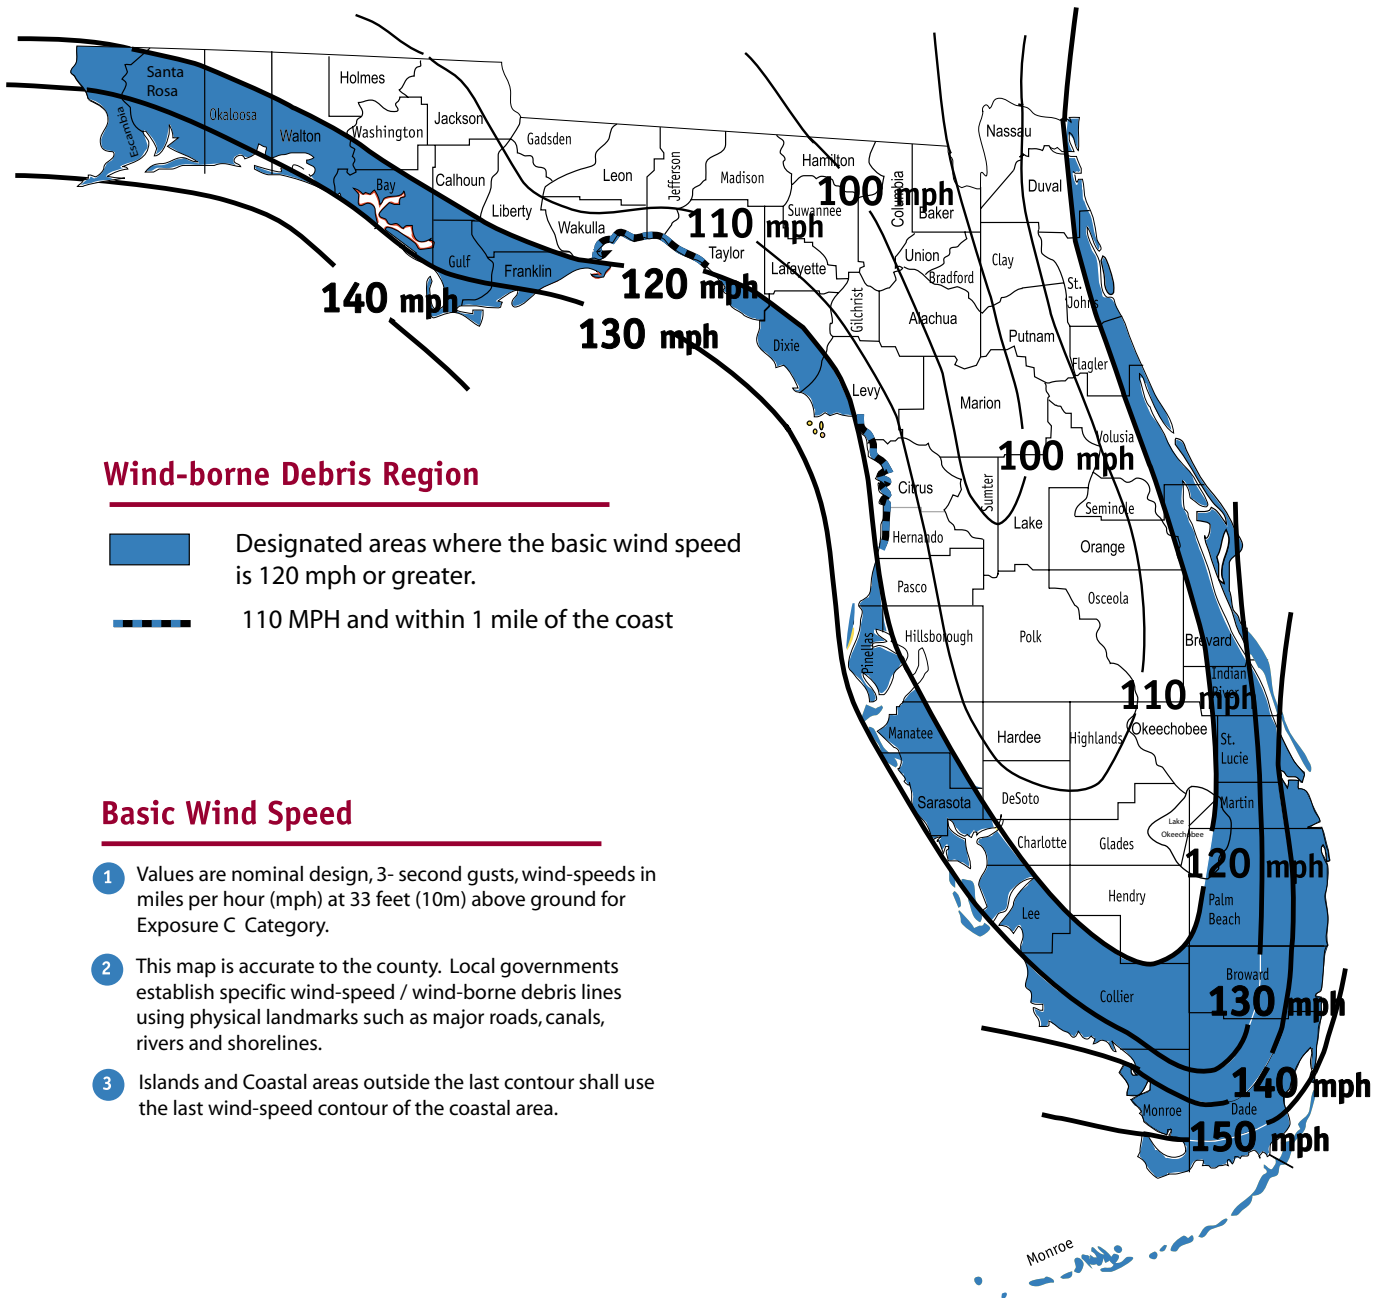 Santa
Rosa
Escambia
Okaloosa
Walton
Holmes
Washington
Jackson
Bay
Calhoun
Gulf
Liberty
Franklin
Gadsden
Leon
Wakulla
Jefferson
Madison
Taylor
Hamilton
Suwannee
Lafayette
Columbia
Baker
Nassau
Duval
Union
Bradford
Clay
St.
Johns
Gilchrist
Alachua
Putnam
Flagler
Dixie
Levy
Marion
Volusia
100 mph
110 mph
120 mph
130 mph
140 mph
100 mph
Citrus
Sumter
Lake
Seminole
Hernando
Orange
Pasco
Osceola
Pinellas
Hillsborough
Polk
Brevard
Indian
River
110 mph
Manatee
Hardee
Highlands
Okeechobee
St.
Lucie
Sarasota
DeSoto
Martin
Lake
Okeechobee
Charlotte
Glades
120 mph
Lee
Hendry
Palm
Beach
Collier
Broward
130 mph
140 mph
Monroe
Dade
150 mph
Monroe
Wind-borne Debris Region
Designated areas where the basic wind speed
is 120 mph or greater.
110 MPH and within 1 mile of the coast
Basic Wind Speed
1 Values are nominal design, 3- second gusts, wind-speeds in
miles per hour (mph) at 33 feet (10m) above ground for
Exposure C Category.
2 This map is accurate to the county. Local governments
establish specific wind-speed / wind-borne debris lines
using physical landmarks such as major roads, canals,
rivers and shorelines.
3 Islands and Coastal areas outside the last contour shall use
the last wind-speed contour of the coastal area.